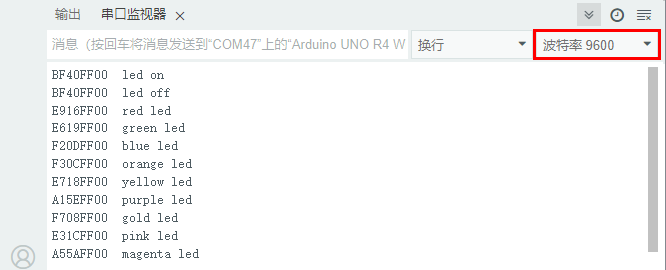 输出 串口监视器
消息（按回车将消息发送到“COM47”上的“Arduino UNO R4 W 换行 波特率 9600
BF40FF00 led on
BF40FF00 led off
E916FF00 red led
E619FF00 green led
F20DFF00 blue led
F30CFF00 orange led
E718FF00 yellow led
A15EFF00 purple led
F708FF00 gold led
E31CFF00 pink led
A55AFF00 magenta led